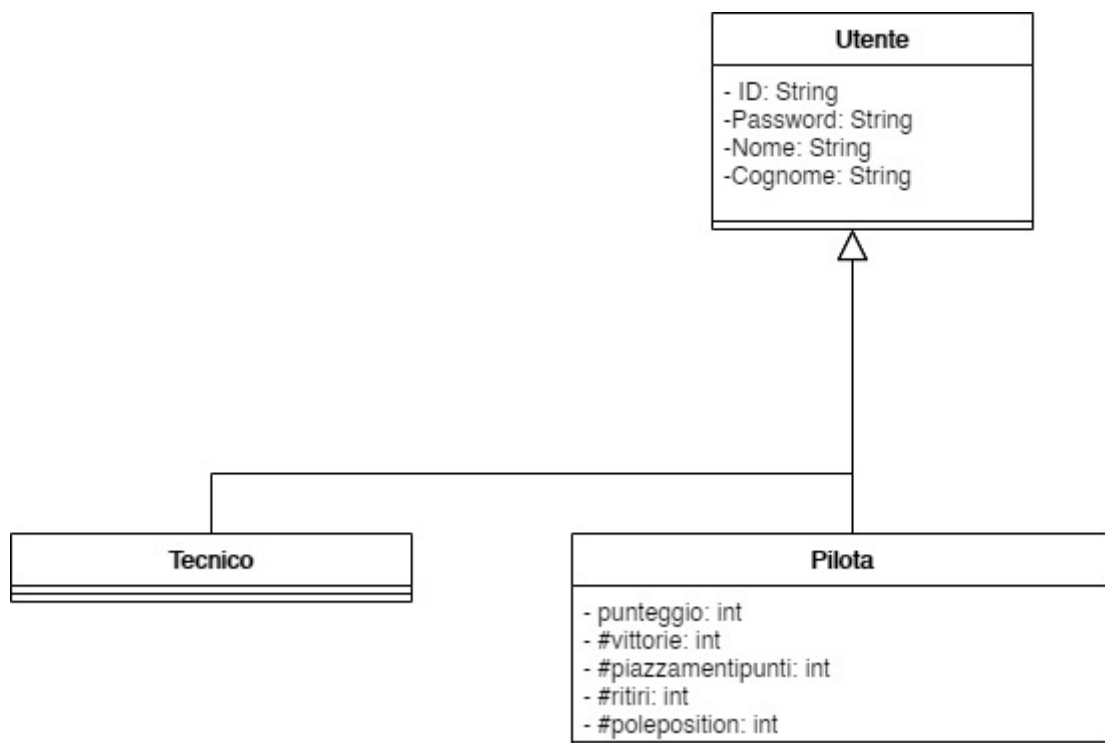 Utente
- ID: String
-Password: String
-Nome: String
-Cognome: String
Tecnico
Pilota
- punteggio: int
- #vittorie: int
- #piazzamentipunti: int
- #ritiri: int
- #poleposition: int